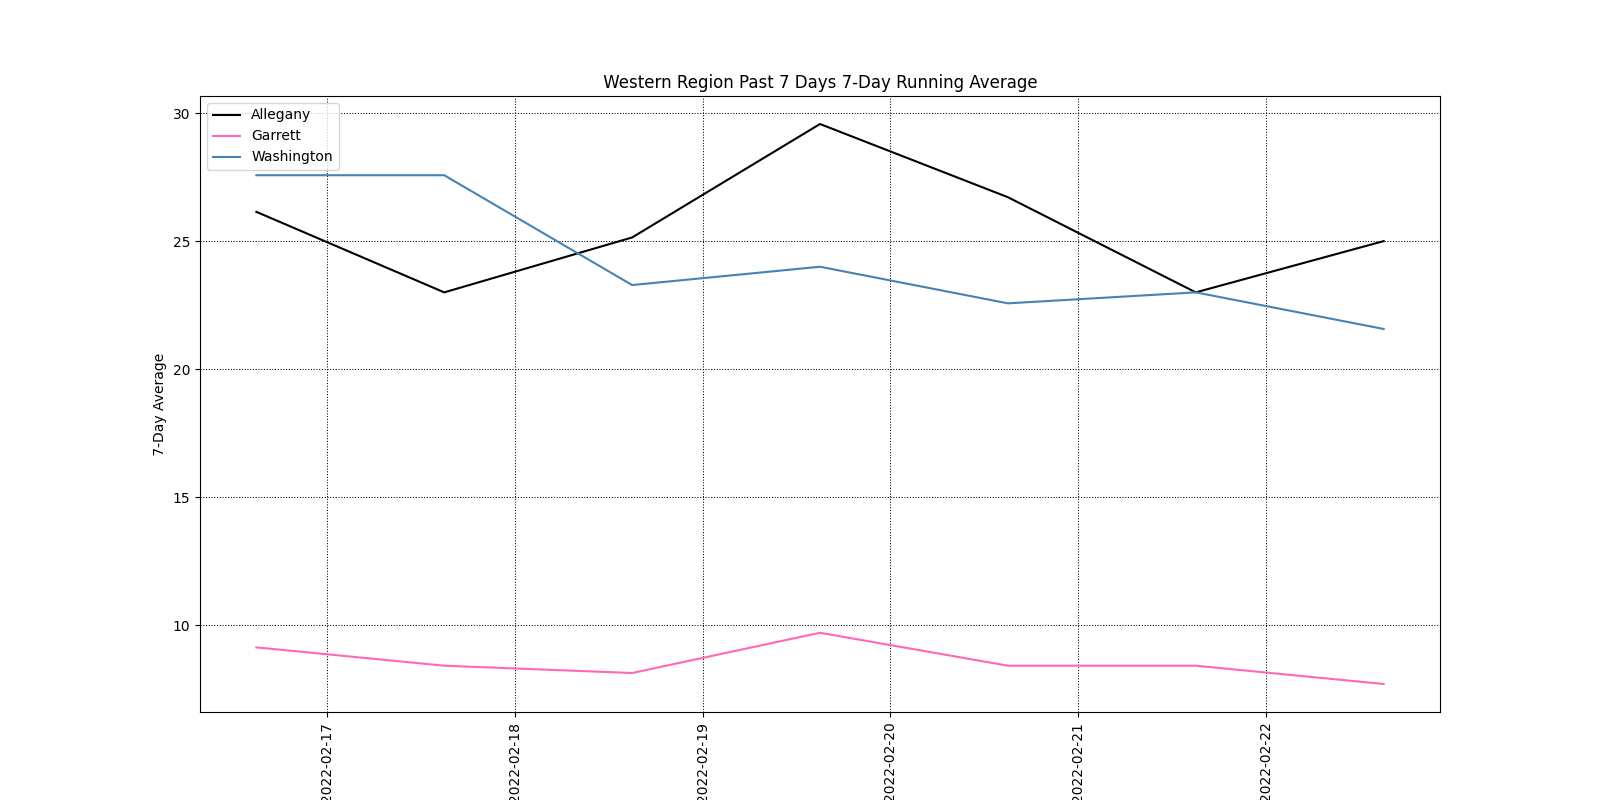 Western Region Past 7 Days 7-Day Running Average
Allegany
Garrett
Washington
7-Day Average
30
25
20
15
10
2022-02-17
2022-02-18
2022-02-19
2022-02-20
2022-02-21
2022-02-22